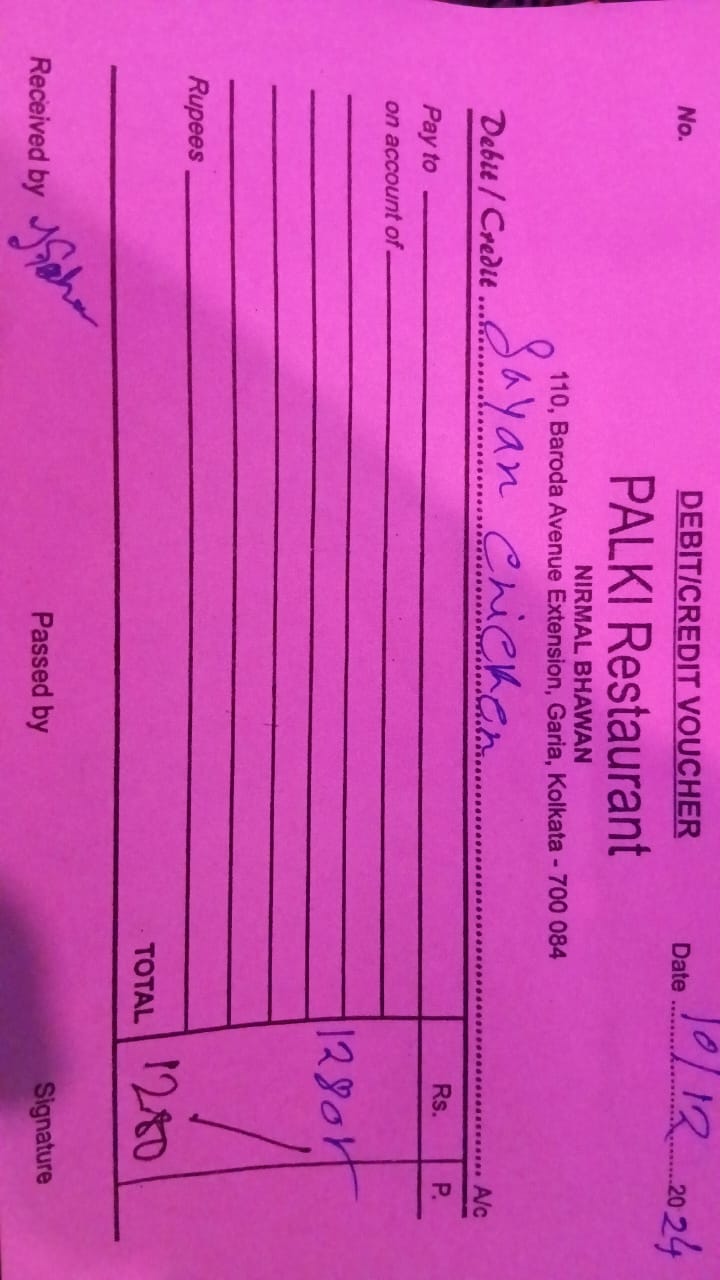 DEBIT/CREDIT VOUCHER
No. Date 10/12 2024
PALKI Restaurant
NIRMAL BHAWAN
110, Baroda Avenue Extension, Garia, Kolkata - 700 084
Debit / Credit Sayan Chicken A/c
Pay to Rs. P.
on account of
1280
Rupees
TOTAL 1280
Received by Passed by Signature